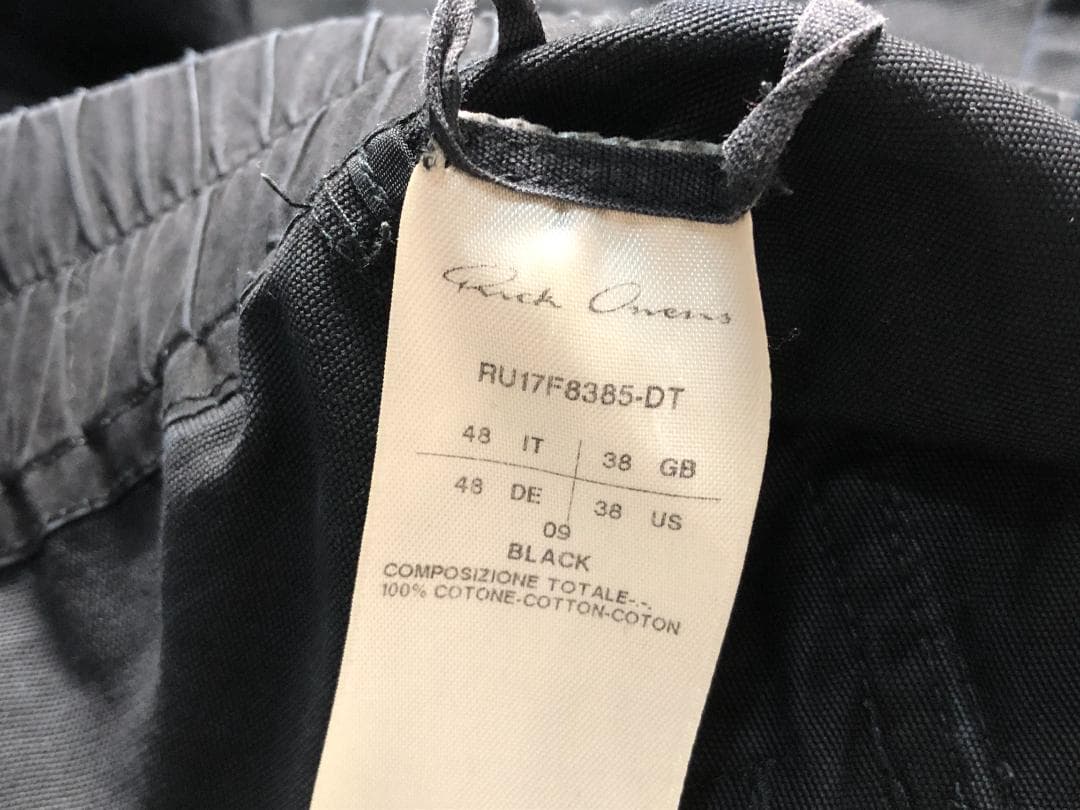 Rick Owens
RU17F8385-DT
48 IT 38 GB
48 DE 38 US
09
BLACK
COMPOSIZIONE TOTALE-.-
100% COTONE-COTTON-COTON